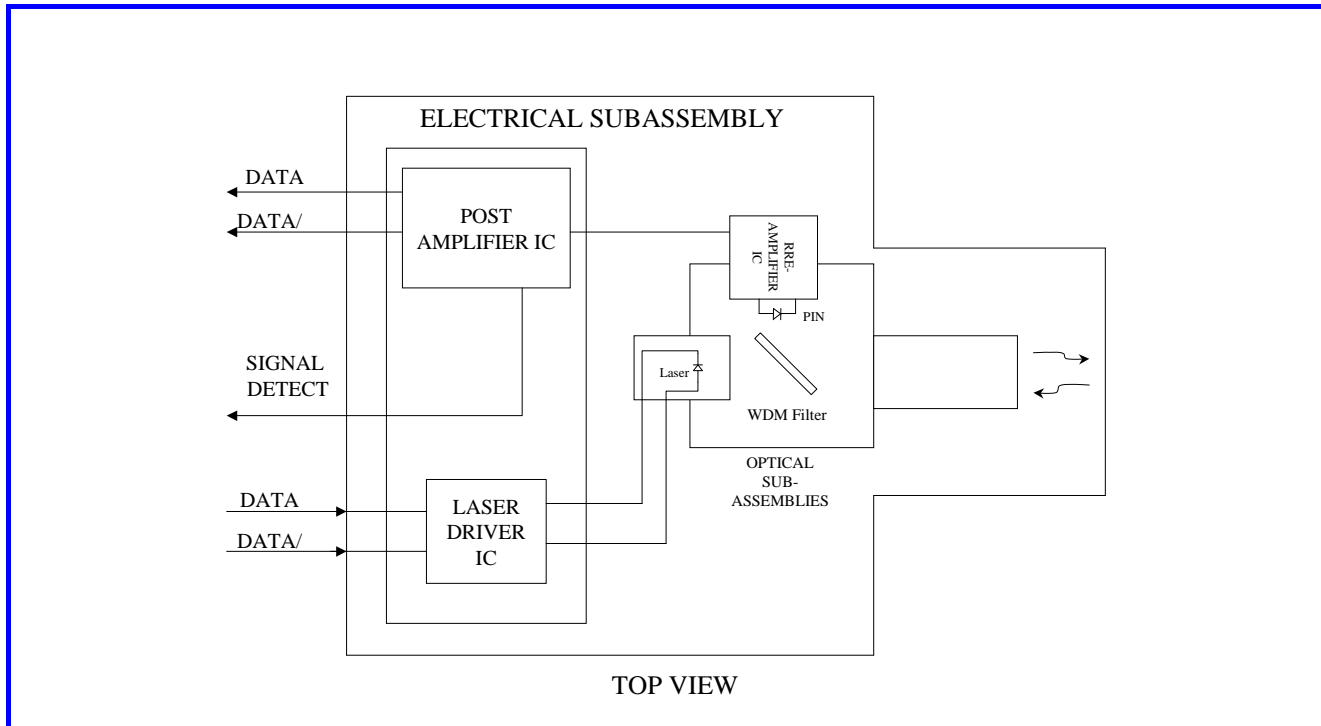 ELECTRICAL SUBASSEMBLY
DATA
DATA/
POST
AMPLIFIER IC
RRE-
AMPLIFIER
IC
PIN
SIGNAL
DETECT
Laser
WDM Filter
OPTICAL
SUB-
ASSEMBLIES
DATA
DATA/
LASER
DRIVER
IC
TOP VIEW